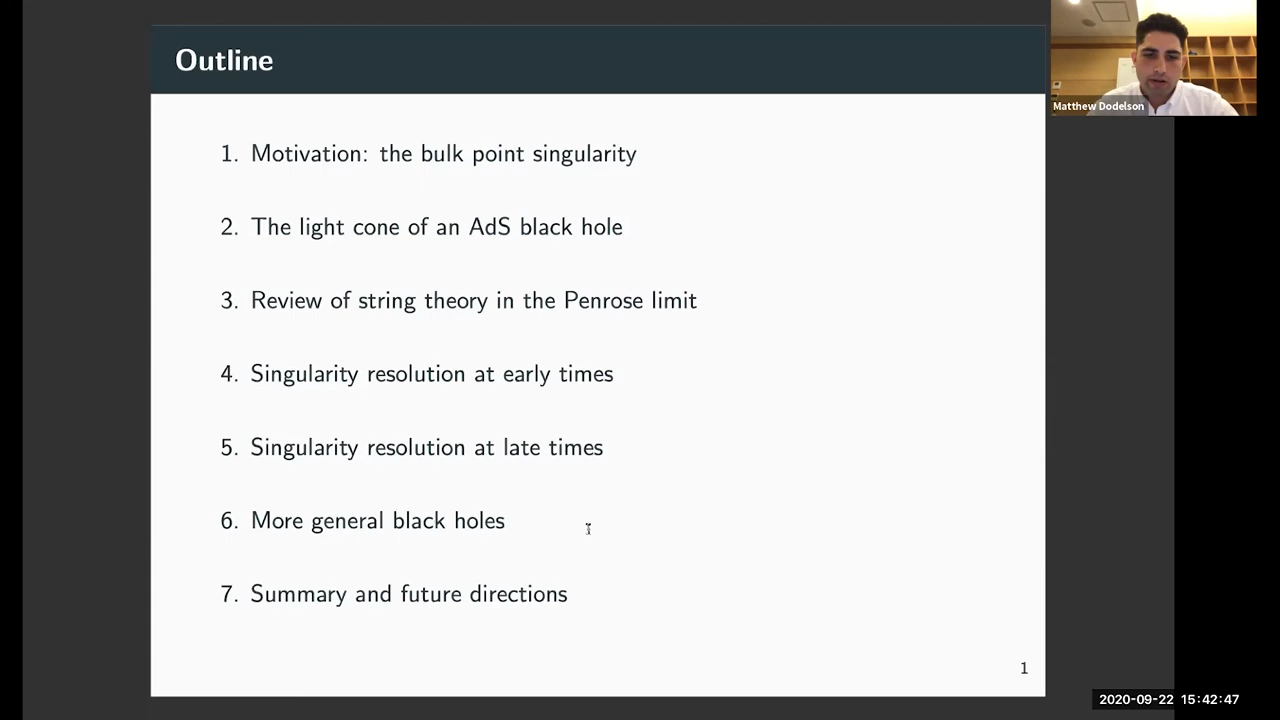 Outline
1. Motivation: the bulk point singularity
2. The light cone of an AdS black hole
3. Review of string theory in the Penrose limit
4. Singularity resolution at early times
5. Singularity resolution at late times
6. More general black holes
7. Summary and future directions
1
Matthew Dodelson
2020-09-22 15:42:47